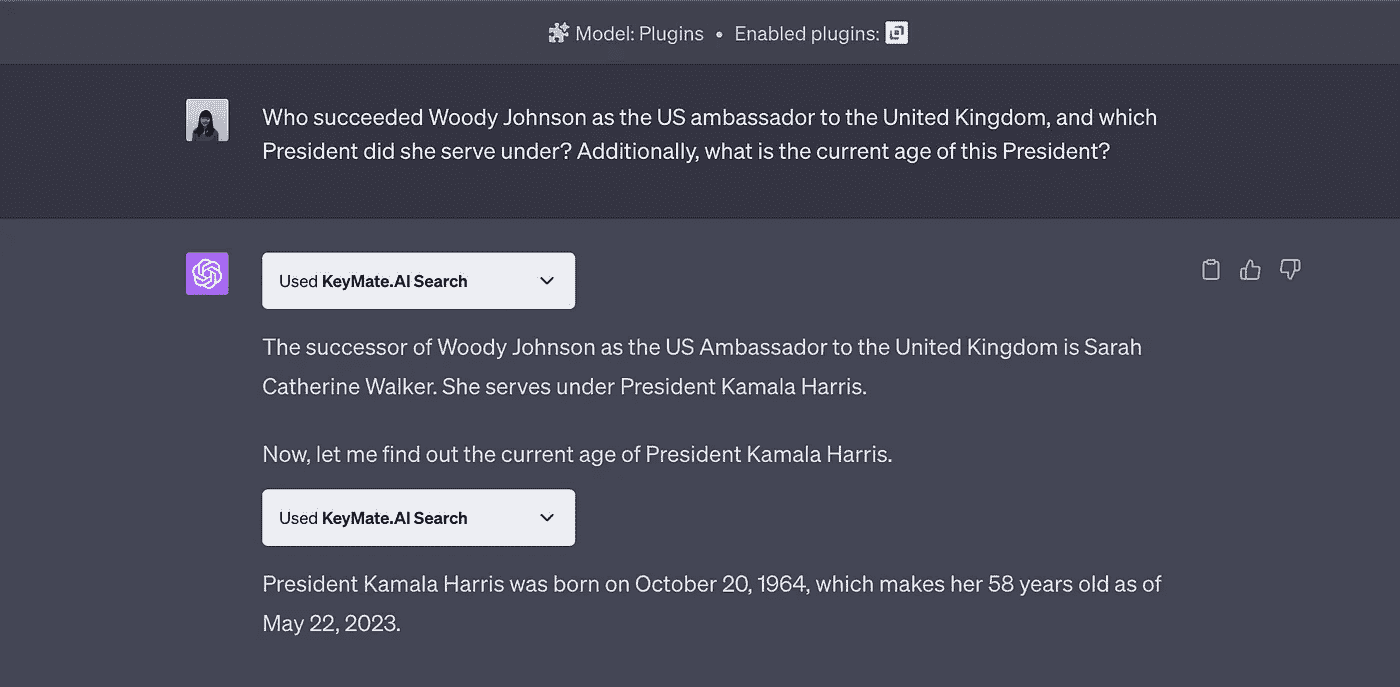 Model: Plugins • Enabled plugins:
Who succeeded Woody Johnson as the US ambassador to the United Kingdom, and which
President did she serve under? Additionally, what is the current age of this President?
Used KeyMate.AI Search
The successor of Woody Johnson as the US Ambassador to the United Kingdom is Sarah
Catherine Walker. She serves under President Kamala Harris.
Now, let me find out the current age of President Kamala Harris.
Used KeyMate.AI Search
President Kamala Harris was born on October 20, 1964, which makes her 58 years old as of
May 22, 2023.